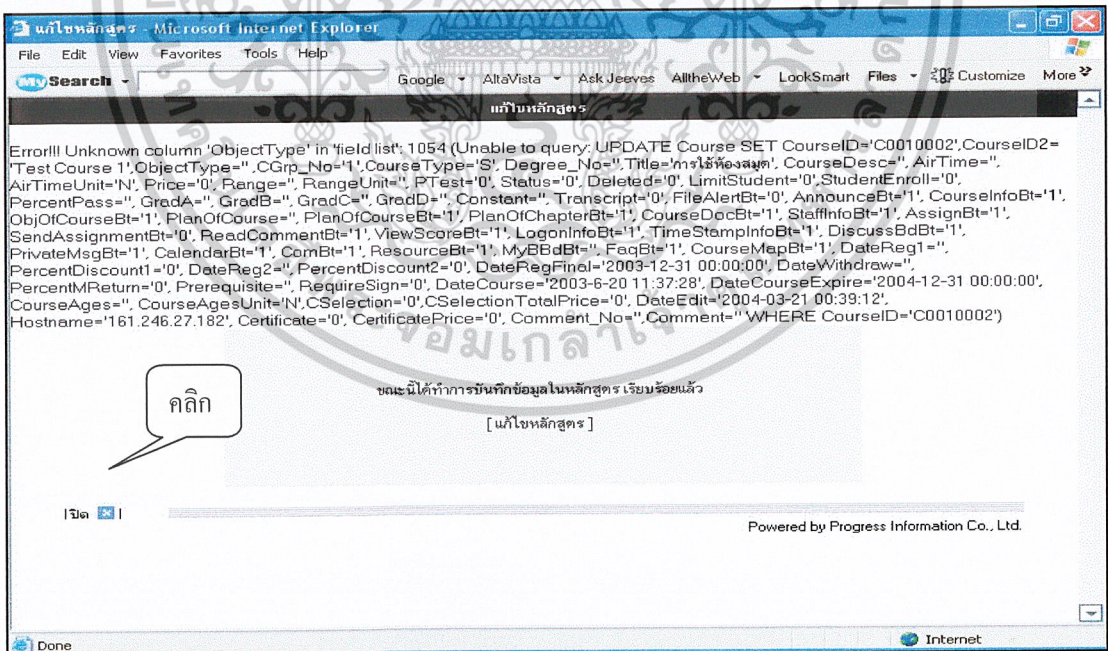 แก้ไขหลักสูตร - Microsoft Internet Explorer
File Edit View Favorites Tools Help
My Search Google AltaVista Ask Jeeves AlltheWeb LookSmart Files Customize More
แก้ไขหลักสูตร
Error!!! Unknown column 'ObjectType' in 'field list': 1054 (Unable to query: UPDATE Course SET CourseID='C0010002',CourseID2=
'Test Course 1',ObjectType='',CGrp_No='1',CourseType='S', Degree_No='',Title='การใช้ห้องสมุด', CourseDesc='', AirTime='',
AirTimeUnit='N', Price='0', Range='', RangeUnit='', PTest='0', Status='0', Deleted='0', LimitStudent='0',StudentEnroll='0',
PercentPass='', GradA='', GradB='', GradC='', GradD='', Constant='', Transcript='0', FileAlertBt='0', AnnounceBt='1', CourseInfoBt='1',
ObjOfCourseBt='1', PlanOfCourse='', PlanOfCourseBt='1', PlanOfChapterBt='1', CourseDocBt='1', StaffInfoBt='1', AssignBt='1',
SendAssignmentBt='0', ReadCommentBt='1', ViewScoreBt='1', LogonInfoBt='1', TimeStampInfoBt='1', DiscussBdBt='1',
PrivateMsgBt='1', CalendarBt='1', ComBt='1', ResourceBt='1', MyBBdBt='', FaqBt='1', CourseMapBt='1', DateReg1='',
PercentDiscount1='0', DateReg2='', PercentDiscount2='0', DateRegFinal='2003-12-31 00:00:00', DateWithdraw='',
PercentMReturn='0', Prerequisite='', RequireSign='0', DateCourse='2003-6-20 11:37:28', DateCourseExpire='2004-12-31 00:00:00',
CourseAges='', CourseAgesUnit='N',CSelection='0',CSelectionTotalPrice='0', DateEdit='2004-03-21 00:39:12',
Hostname='161.246.27.182', Certificate='0', CertificatePrice='0', Comment_No='',Comment='' WHERE CourseID='C0010002')
ขณะนี้ได้ทำการบันทึกข้อมูลในหลักสูตร เรียบร้อยแล้ว
คลิก
[ แก้ไขหลักสูตร ]
|ปิด |
Powered by Progress Information Co., Ltd.
Done Internet